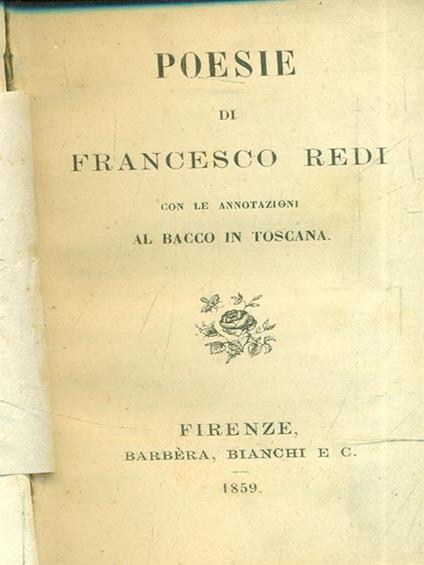 POESIE
DI
FRANCESCO REDI
CON LE ANNOTAZIONI
AL BACCO IN TOSCANA.
FIRENZE,
BARBÈRA, BIANCHI E C.
1859.